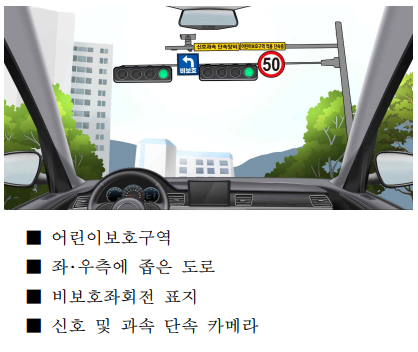 신호과속 단속장비
50
비보호
■ 어린이보호구역
■ 좌·우측에 좁은 도로
■ 비보호좌회전 표지
■ 신호 및 과속 단속 카메라